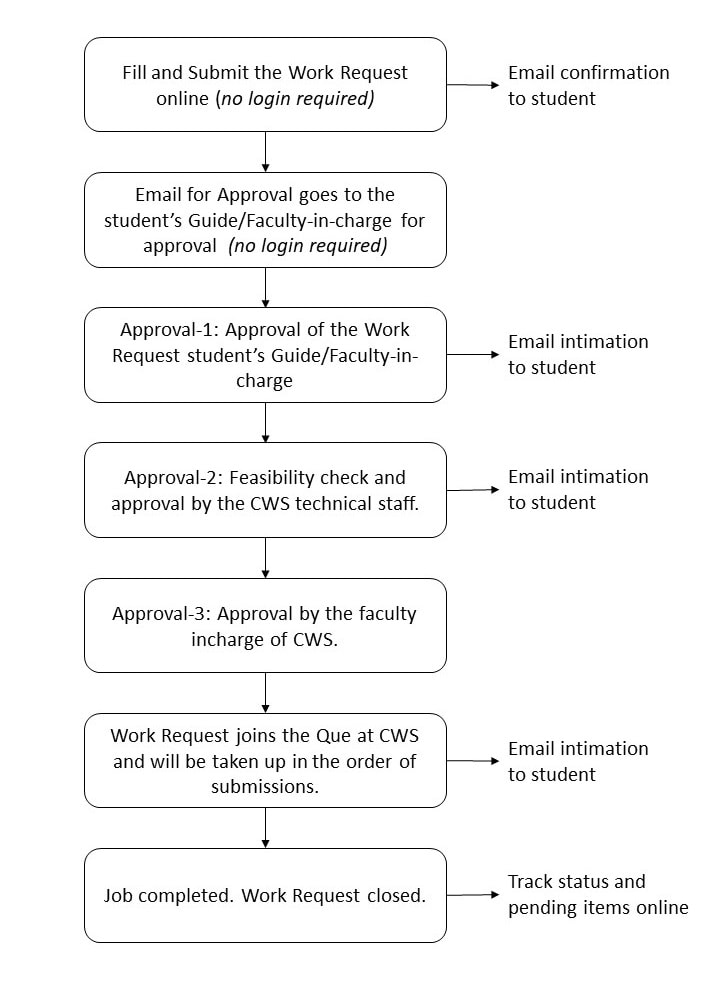 Fill and Submit the Work Request
online (no login required)
Email confirmation
to student
Email for Approval goes to the
student’s Guide/Faculty-in-charge for
approval (no login required)
Approval-1: Approval of the Work
Request student’s Guide/Faculty-in-
charge
Email intimation
to student
Approval-2: Feasibility check and
approval by the CWS technical staff.
Email intimation
to student
Approval-3: Approval by the faculty
incharge of CWS.
Work Request joins the Que at CWS
and will be taken up in the order of
submissions.
Email intimation
to student
Job completed. Work Request closed.
Track status and
pending items online